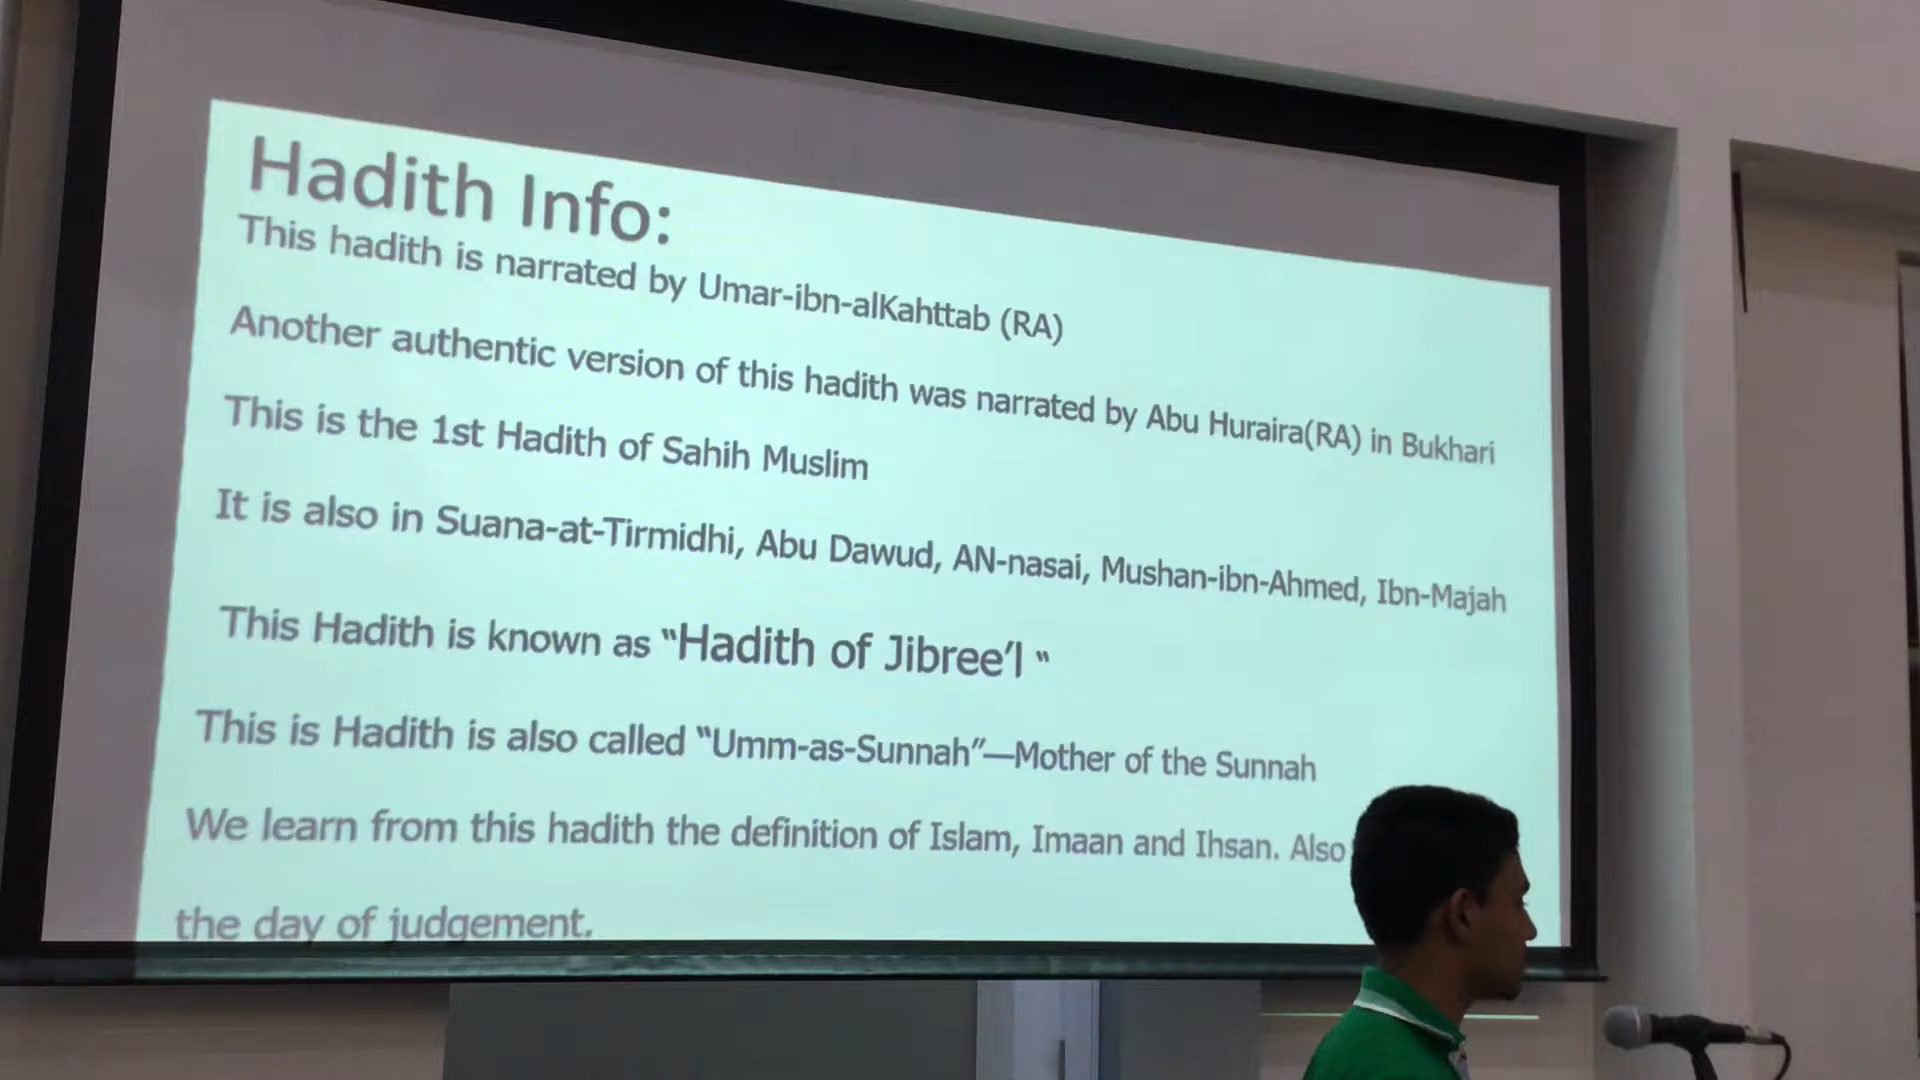 Hadith Info:
This hadith is narrated by Umar-ibn-alKahttab (RA)
Another authentic version of this hadith was narrated by Abu Huraira(RA) in Bukhari
This is the 1st Hadith of Sahih Muslim
It is also in Suana-at-Tirmidhi, Abu Dawud, AN-nasai, Mushan-ibn-Ahmed, Ibn-Majah
This Hadith is known as “Hadith of Jibree’l “
This is Hadith is also called “Umm-as-Sunnah”—Mother of the Sunnah
We learn from this hadith the definition of Islam, Imaan and Ihsan. Also
the day of judgement.